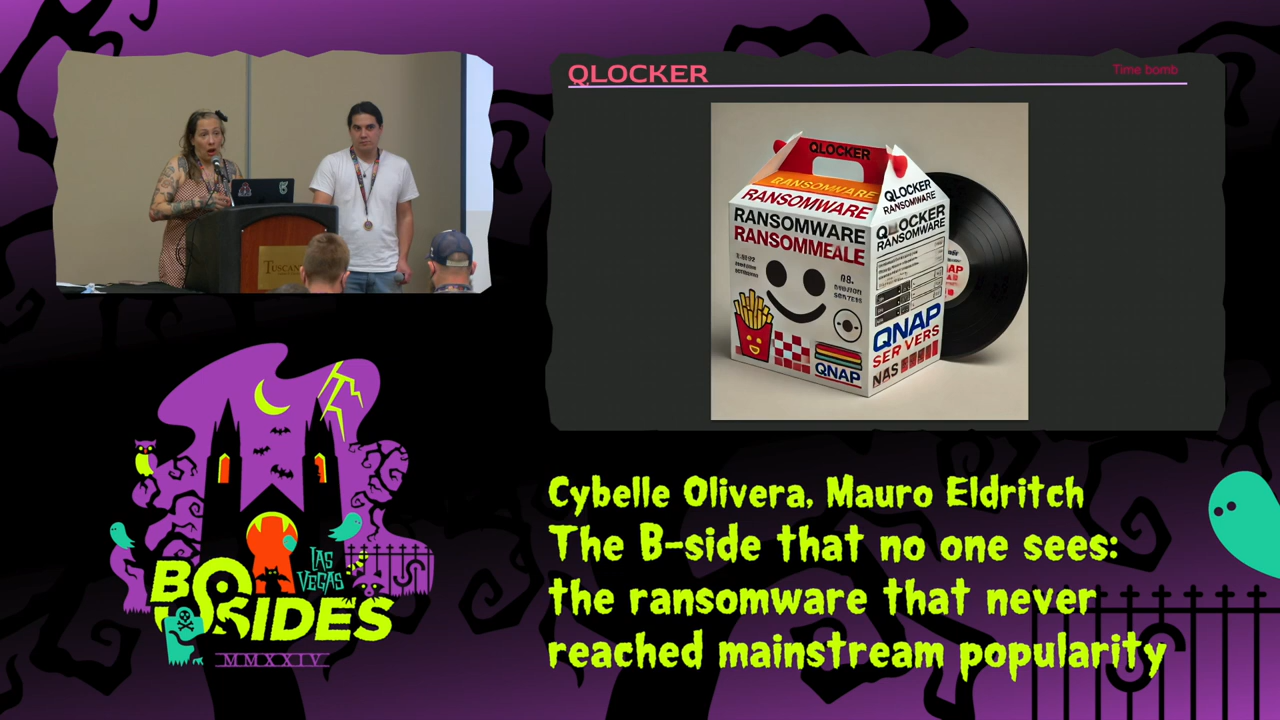 QLOCKER
Time bomb
QLOCKER
RANSOMWARE
RANSOMWARE
RANSOMWARE
RANSOMMEALE
QNAP
QLOCKER
RANSOMWARE
RANSOMWARE
QNAP
SERVERS
NAS
TUSCAN
LAS
VEGAS
BSIDES
MMXXIV
Cybelle Olivera, Mauro Eldritch
The B-side that no one sees:
the ransomware that never
reached mainstream popularity